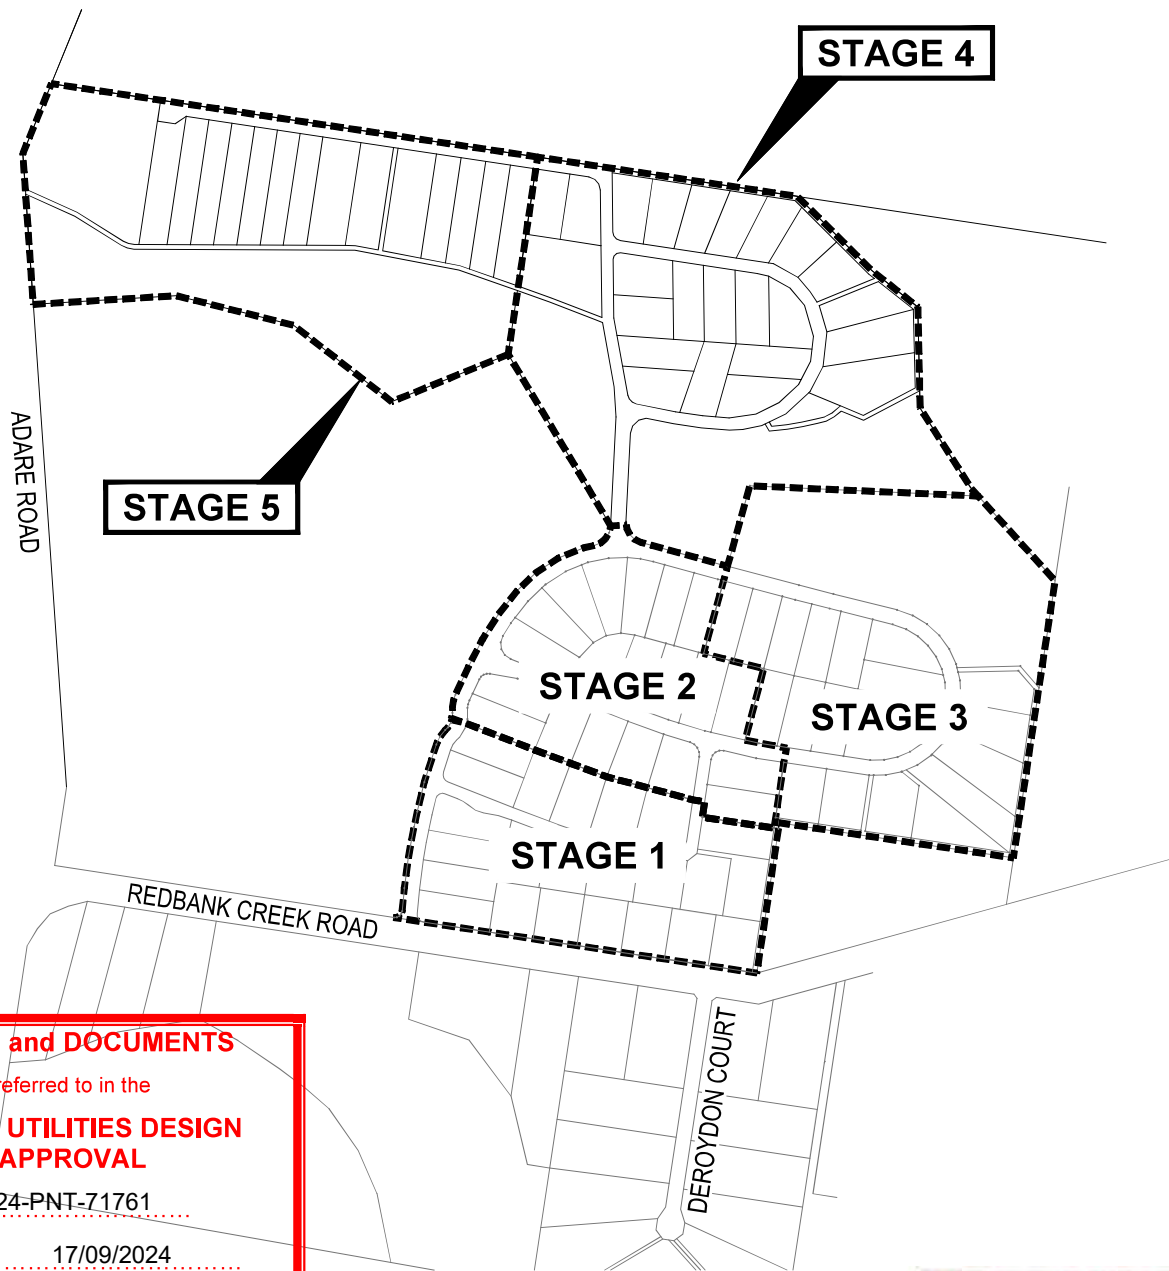 STAGE 4
ADARE ROAD
STAGE 5
STAGE 2
STAGE 3
STAGE 1
REDBANK CREEK ROAD
DEROYDON COURT
and DOCUMENTS
referred to in the
UTILITIES DESIGN
APPROVAL
24-PNT-71761
17/09/2024